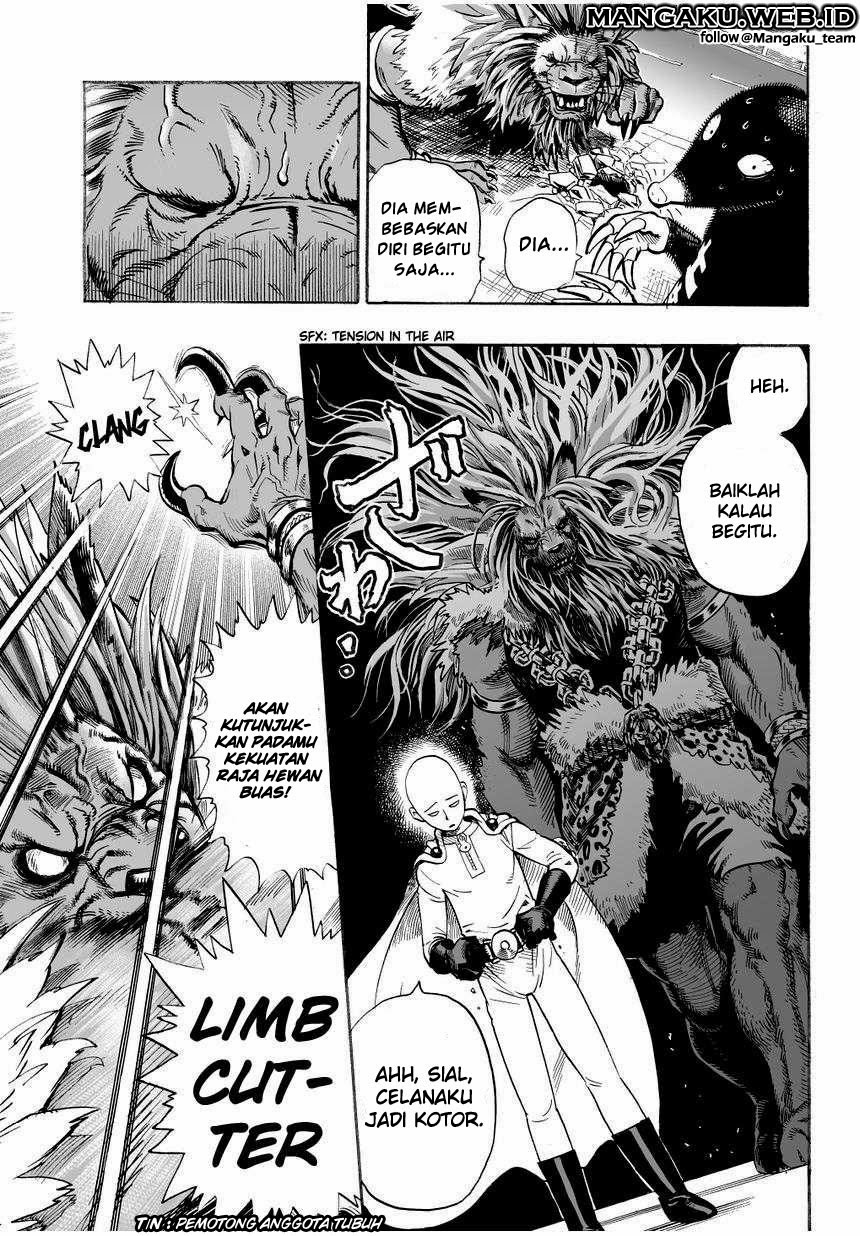 MANGAKU.WEB.ID
follow @Mangaku_team
DIA...
DIA MEM-
BEBASKAN
DIRI BEGITU
SAJA...
SFX: TENSION IN THE AIR
HEH.
BAIKLAH
KALAU
BEGITU.
AHH, SIAL,
CELANAKU
JADI KOTOR.
CLANG
AKAN
KUTUNJUK-
KAN PADAMU
KEKUATAN
RAJA HEWAN
BUAS!
LIMB
CUT-
TER
T/N : PEMOTONG ANGGOTA TUBUH